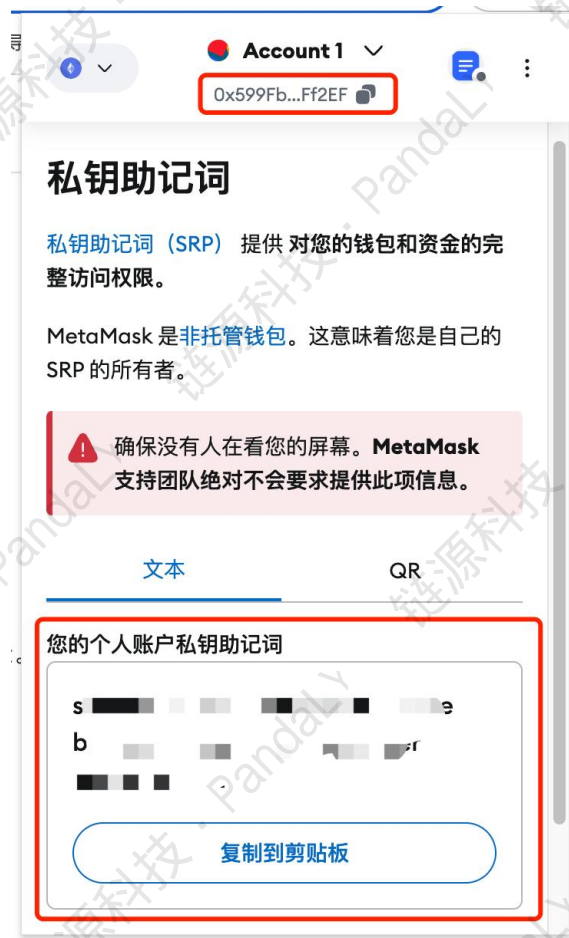 Account 1
0x599Fb...Ff2EF
私钥助记词
私钥助记词（SRP） 提供 对您的钱包和资金的完
整访问权限。
MetaMask 是非托管钱包。这意味着您是自己的
SRP 的所有者。
确保没有人在看您的屏幕。MetaMask
支持团队绝对不会要求提供此项信息。
文本
QR
您的个人账户私钥助记词
复制到剪贴板
链源科技 · PandaLY